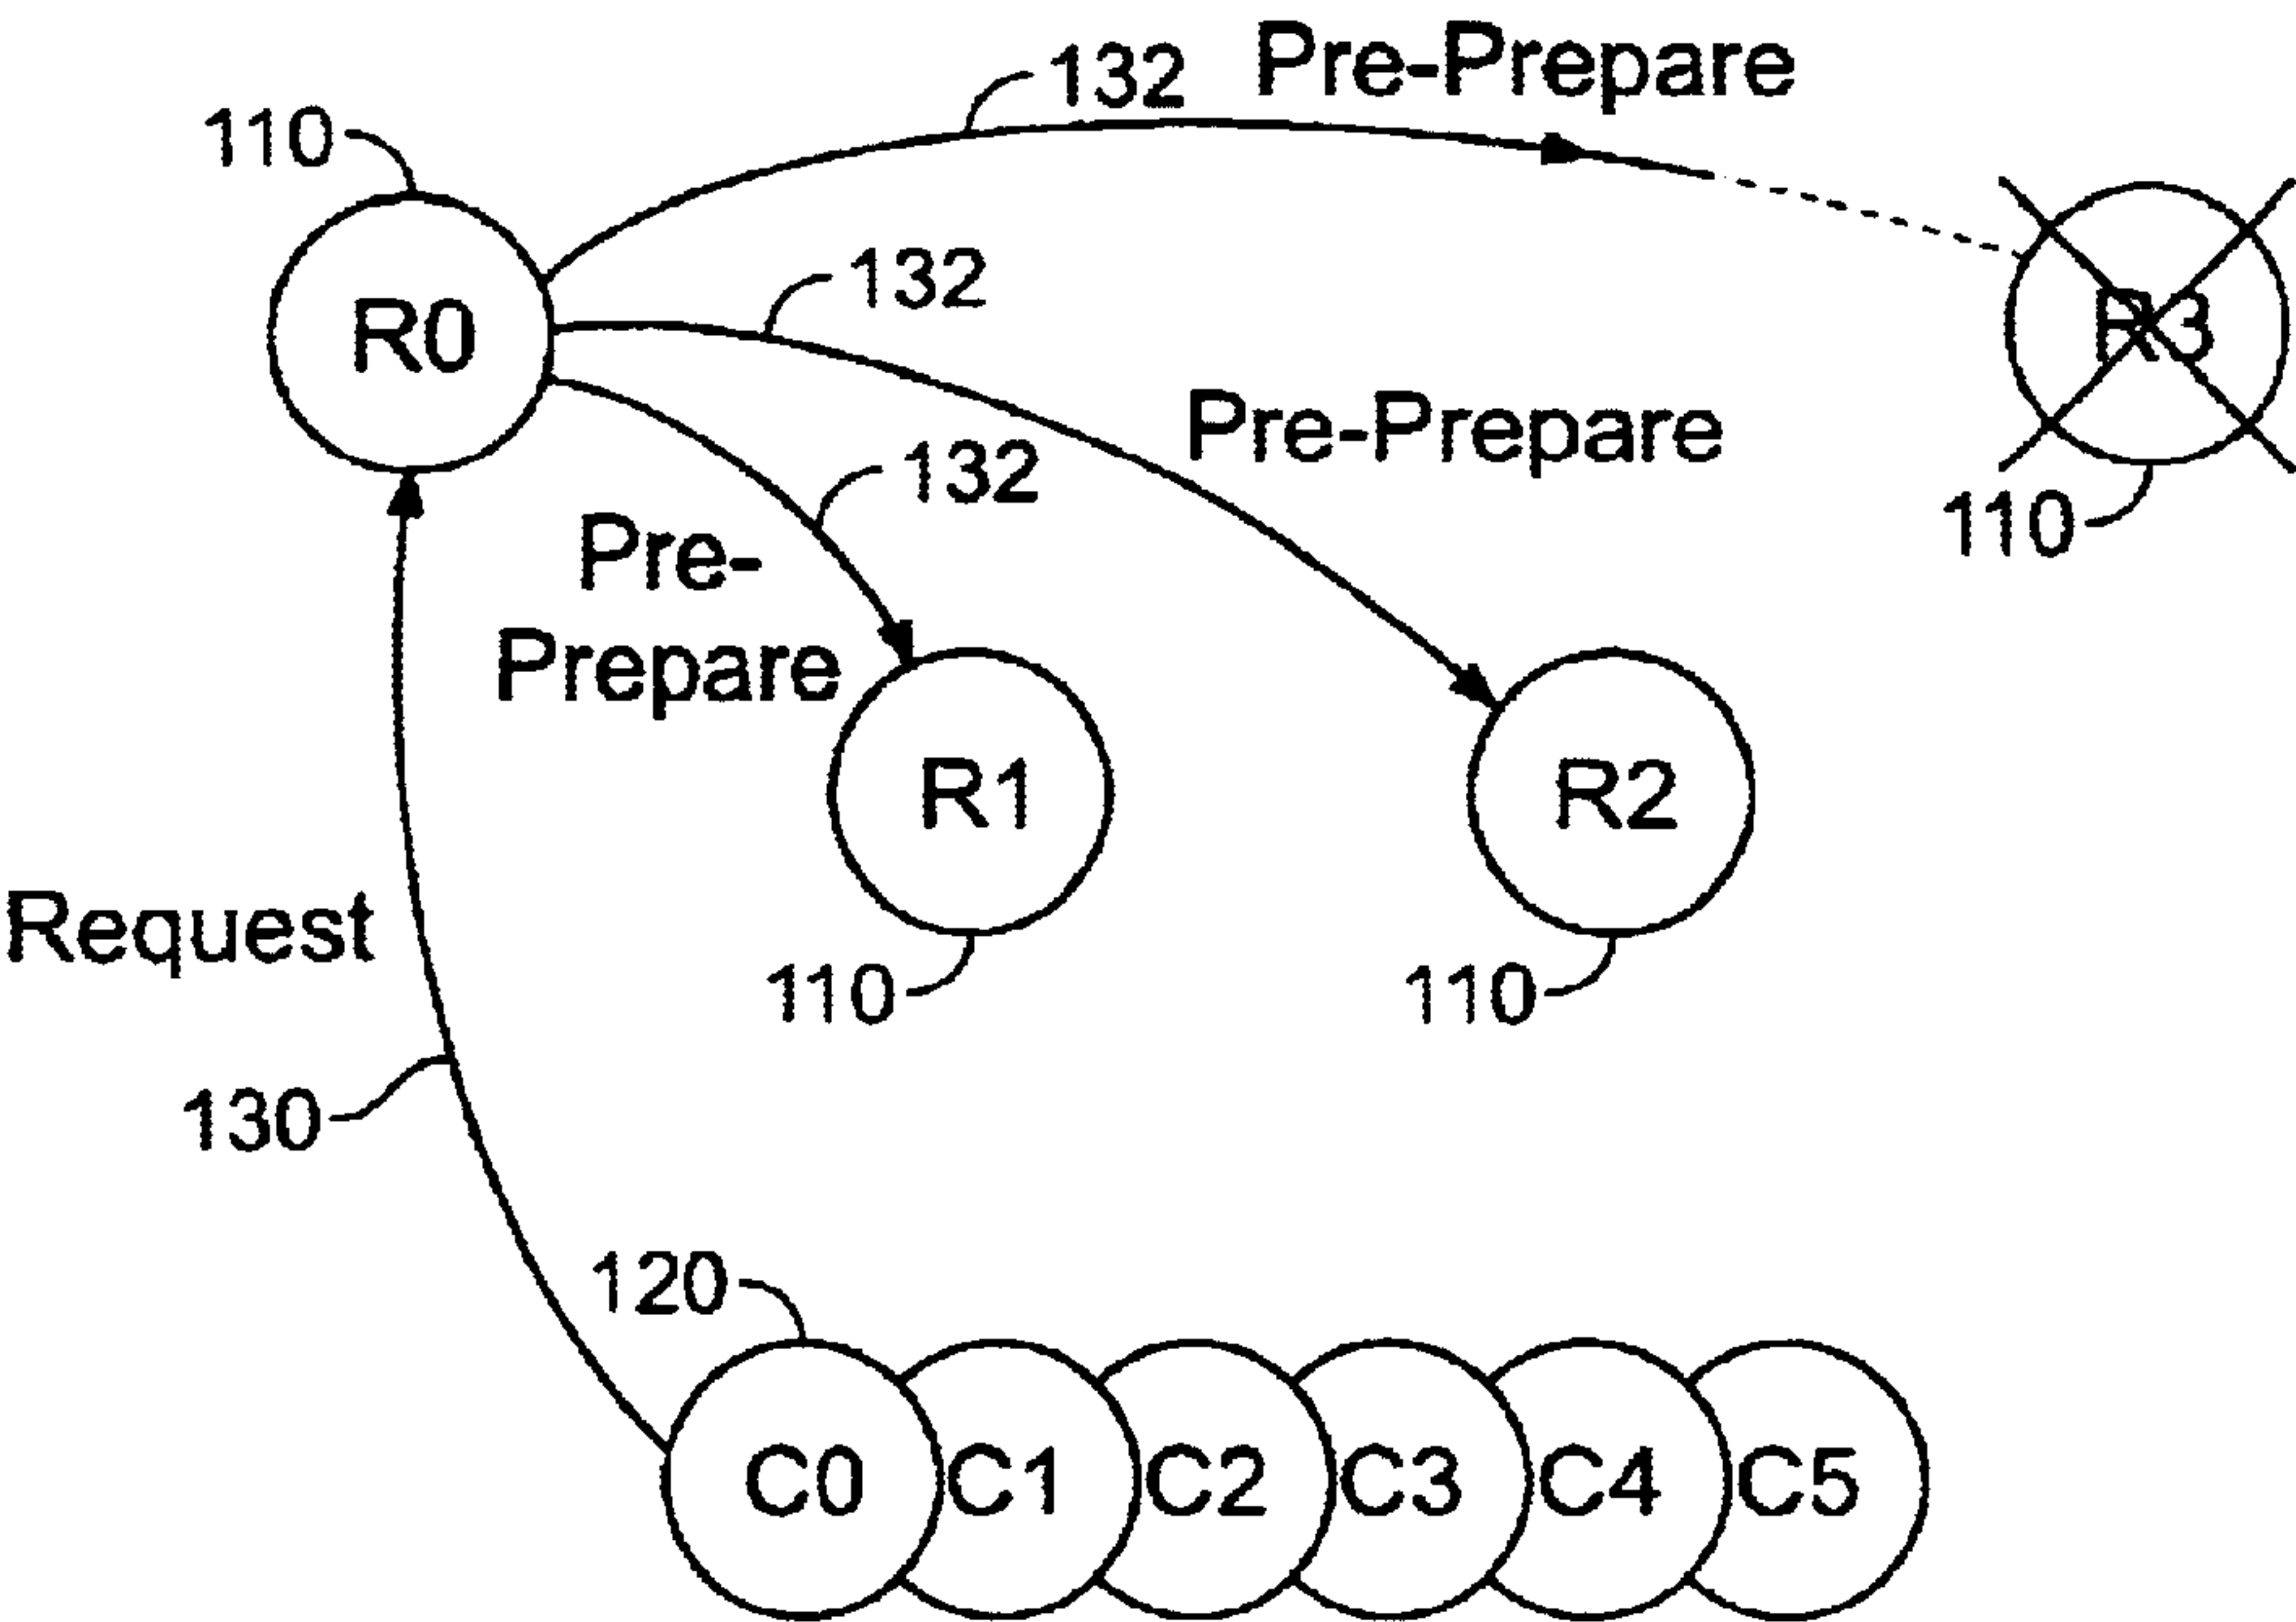 132 Pre-Prepare
110
R0
132
R3
Pre-Prepare
132
110
Pre-
Prepare
R1
R2
Request
110
110
130
120
C0 C1 C2 C3 C4 C5